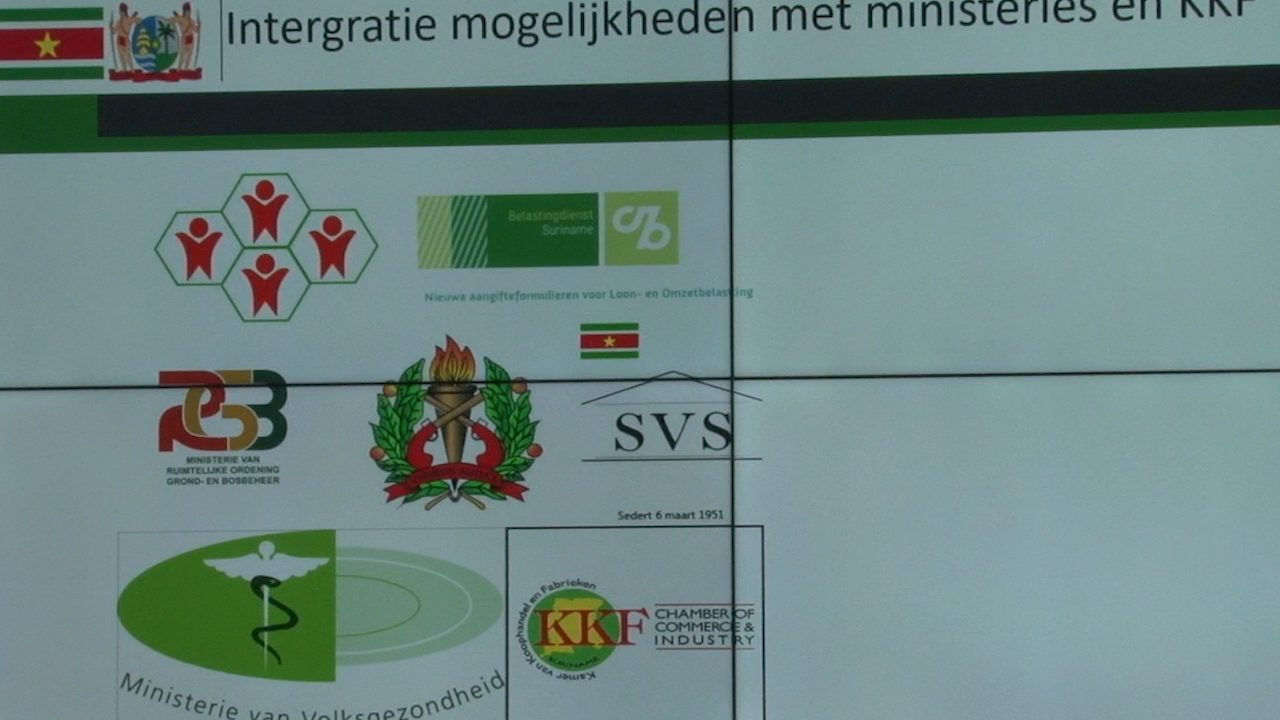 Intergratie mogelijkheden met ministeries en KKF
Belastingdienst
Suriname
Nieuwe aangifteformulieren voor Loon- en Omzetbelasting
RGB
MINISTERIE VAN
RUIMTELIJKE ORDENING
GROND- EN BOSBEHEER
SVS
Sedert 6 maart 1951
Ministerie van Volksgezondheid
Kamer van Koophandel en Fabrieken
KKF
SURINAME
CHAMBER OF
COMMERCE &
INDUSTRY